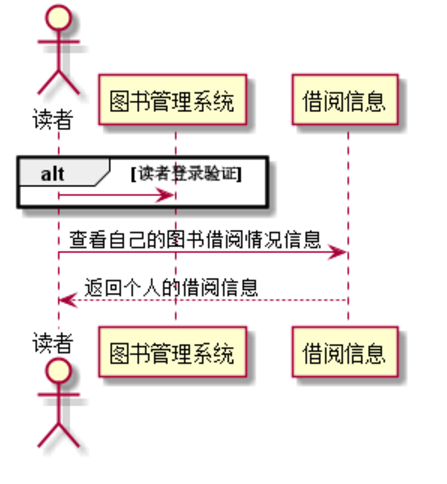 读者
图书管理系统
借阅信息
alt
[读者登录验证]
查看自己的图书借阅情况信息
返回个人的借阅信息
读者
图书管理系统
借阅信息